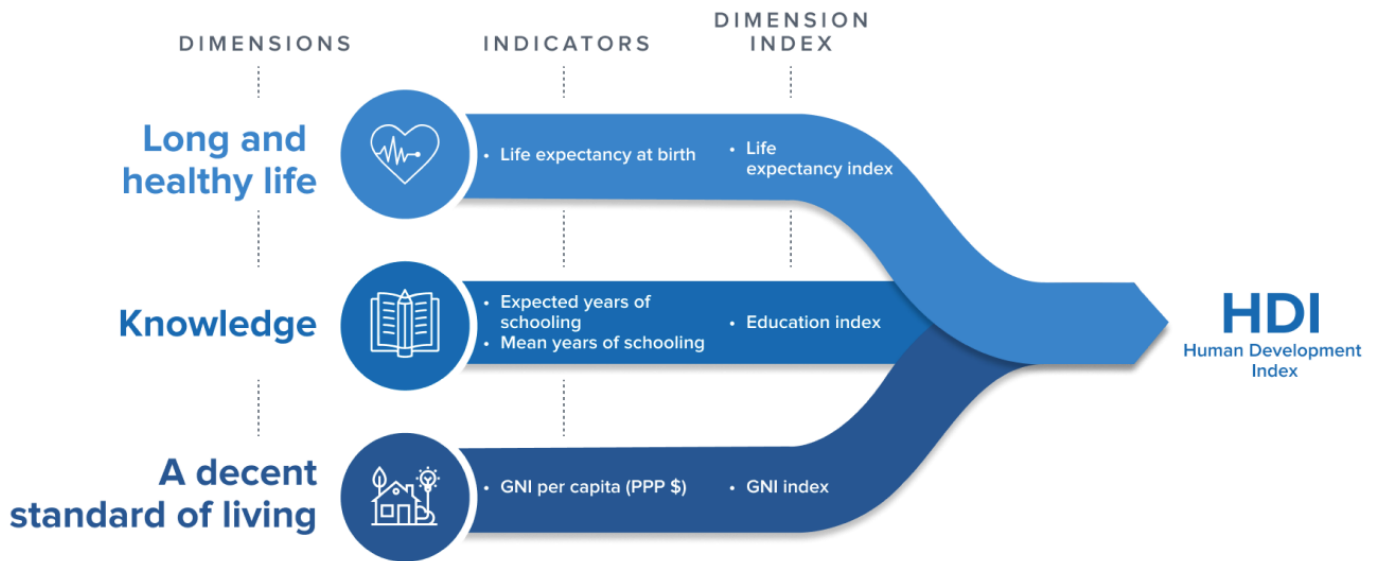 DIMENSIONS
INDICATORS
DIMENSION
INDEX
Long and
healthy life
• Life expectancy at birth
• Life
expectancy index
Knowledge
• Expected years of
schooling
• Mean years of schooling
• Education index
HDI
Human Development
Index
A decent
standard of living
• GNI per capita (PPP $)
• GNI index